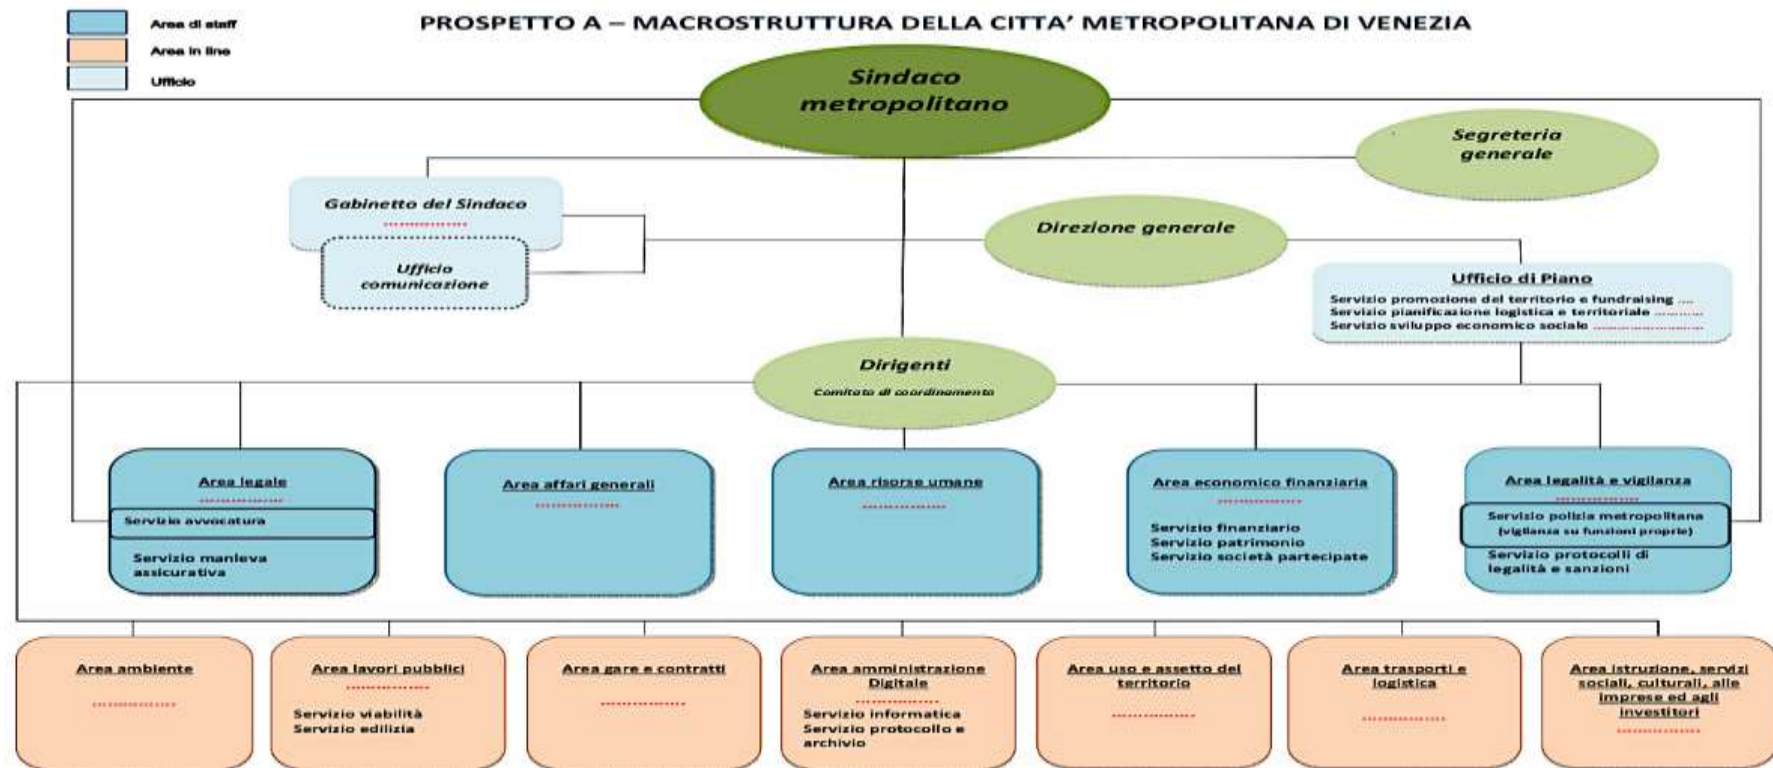 Area di staff
PROSPETTO A – MACROSTRUTTURA DELLA CITTA' METROPOLITANA DI VENEZIA
Area in line
Ufficio
Sindaco
metropolitano
Segreteria
generale
Gabinetto del Sindaco
...............
Direzione generale
Ufficio
comunicazione
Ufficio di Piano
Servizio promozione del territorio e fundraising ....
Servizio pianificazione logistica e territoriale ............
Servizio sviluppo economico sociale ...........................
Dirigenti
Comitato di coordinamento
Area legale
...............
Servizio avvocatura
Servizio manleva
assicurativa
Area affari generali
...............
Area risorse umane
...............
Area economico finanziaria
...............
Servizio finanziario
Servizio patrimonio
Servizio società partecipate
Area legalità e vigilanza
...............
Servizio polizia metropolitana
(vigilanza su funzioni proprie)
Servizio protocolli di
legalità e sanzioni
Area ambiente
...............
Area lavori pubblici
...............
Servizio viabilità
Servizio edilizia
Area gare e contratti
...............
Area amministrazione
Digitale
...............
Servizio informatica
Servizio protocollo e
archivio
Area uso e assetto del
territorio
...............
Area trasporti e
logistica
...............
Area istruzione, servizi
sociali, culturali, alle
imprese ed agli
investitori
...............